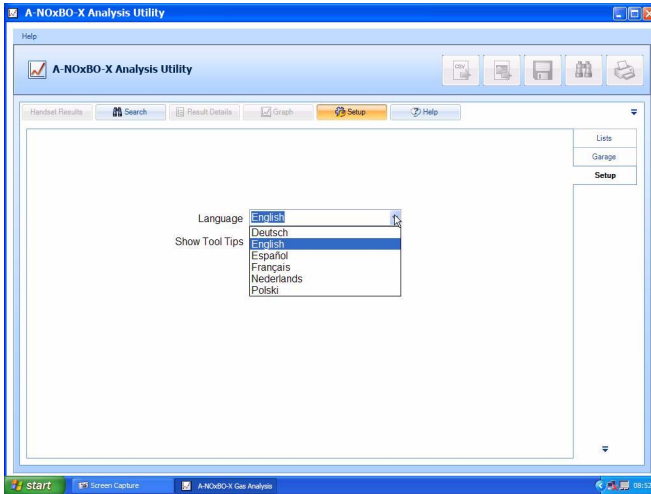 A-NOxBO-X Analysis Utility
Help
A-NOxBO-X Analysis Utility
CSV
Handset Results Search Result Details Graph Setup Help
Lists
Garage
Setup
Language English
Show Tool Tips
Deutsch
English
Español
Français
Nederlands
Polski
start Screen Capture A-NOxBO-X Gas Analysis 08:52